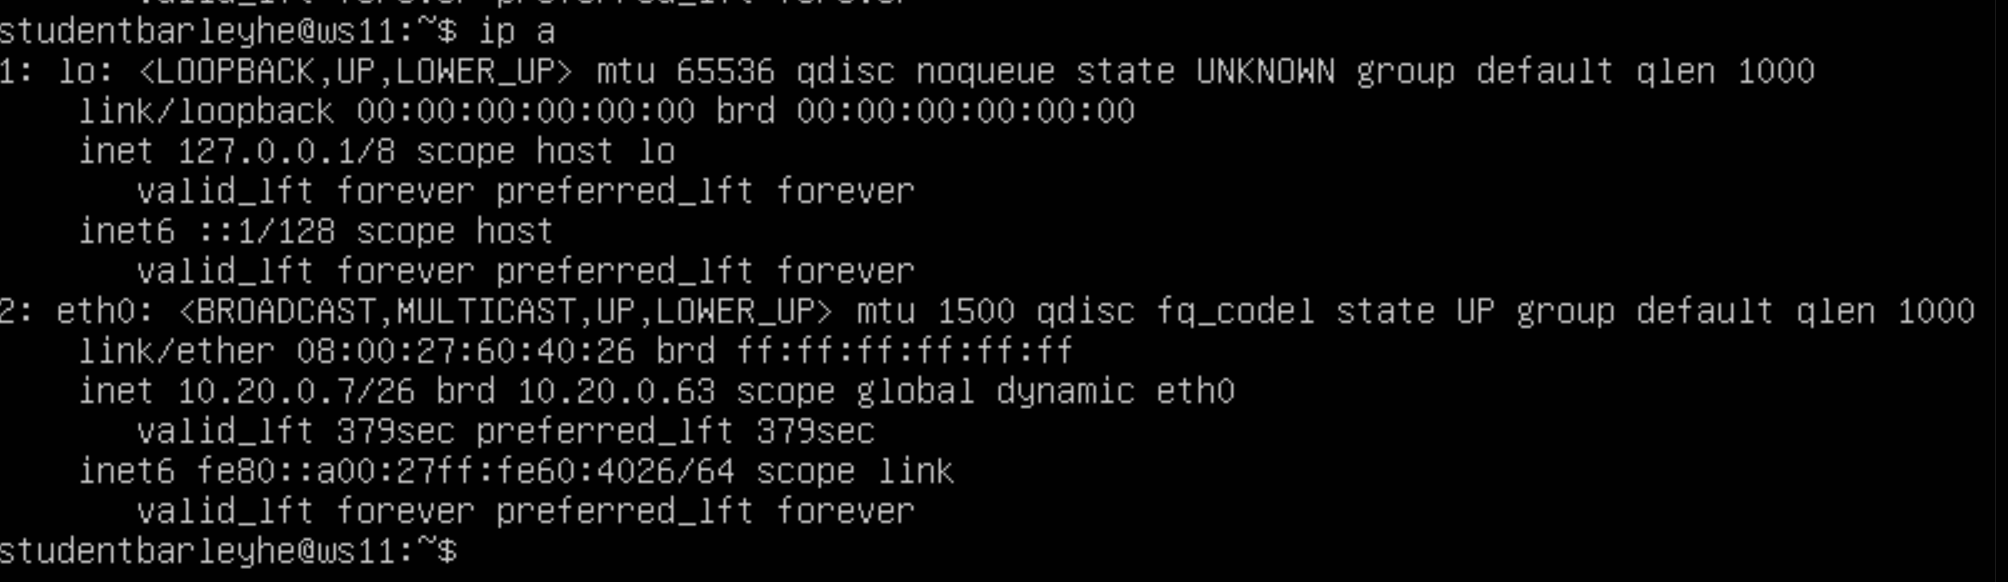 valid_lft forever preferred_lft forever
studentbarleyhe@ws11:~$ ip a
1: lo: <LOOPBACK,UP,LOWER_UP> mtu 65536 qdisc noqueue state UNKNOWN group default qlen 1000
    link/loopback 00:00:00:00:00:00 brd 00:00:00:00:00:00
    inet 127.0.0.1/8 scope host lo
       valid_lft forever preferred_lft forever
    inet6 ::1/128 scope host
       valid_lft forever preferred_lft forever
2: eth0: <BROADCAST,MULTICAST,UP,LOWER_UP> mtu 1500 qdisc fq_codel state UP group default qlen 1000
    link/ether 08:00:27:60:40:26 brd ff:ff:ff:ff:ff:ff
    inet 10.20.0.7/26 brd 10.20.0.63 scope global dynamic eth0
       valid_lft 379sec preferred_lft 379sec
    inet6 fe80::a00:27ff:fe60:4026/64 scope link
       valid_lft forever preferred_lft forever
studentbarleyhe@ws11:~$